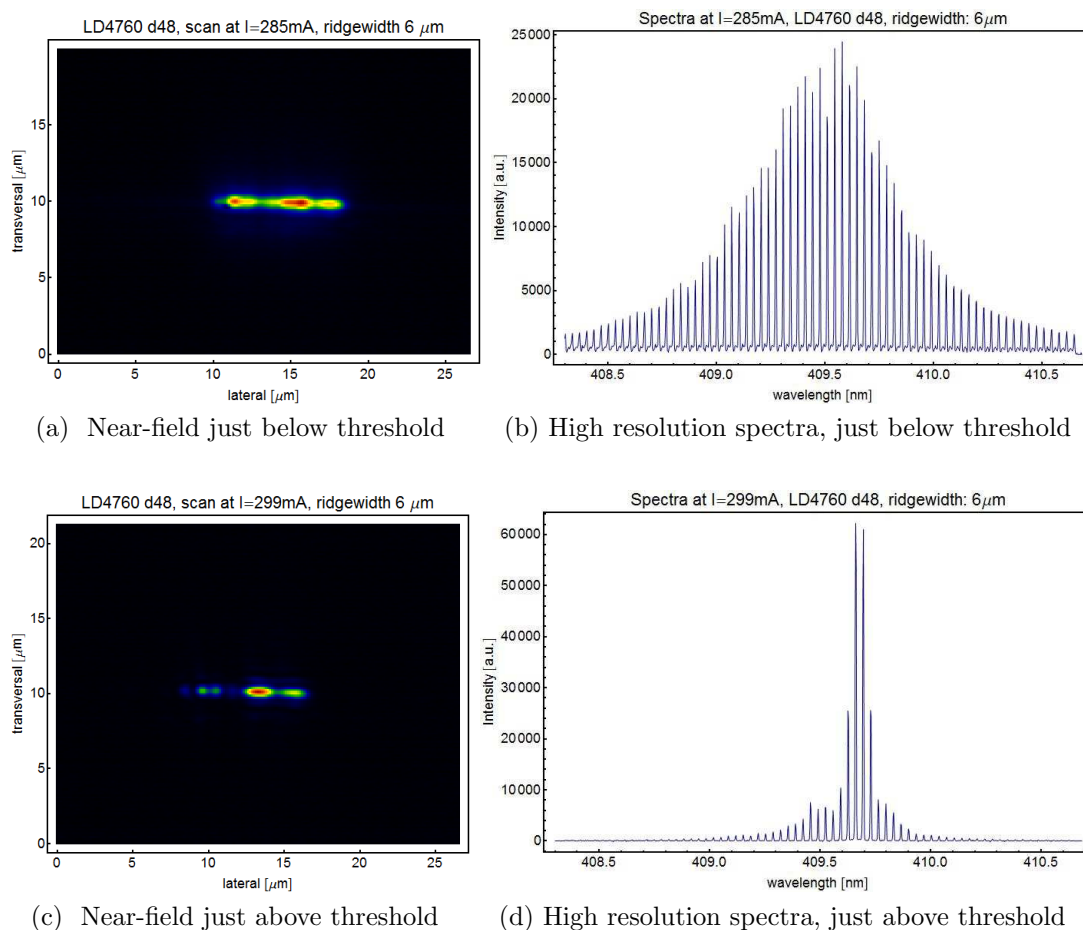 LD4760 d48, scan at I=285mA, ridgewidth 6 μm
transversal [μm]
15
10
5
0
0 5 10 15 20 25
lateral [μm]
(a) Near-field just below threshold
Spectra at I=285mA, LD4760 d48, ridgewidth: 6μm
Intensity [a.u.]
25000
20000
15000
10000
5000
0
408.5 409.0 409.5 410.0 410.5
wavelength [nm]
(b) High resolution spectra, just below threshold
LD4760 d48, scan at I=299mA, ridgewidth 6 μm
transversal [μm]
20
15
10
5
0
0 5 10 15 20 25
lateral [μm]
(c) Near-field just above threshold
Spectra at I=299mA, LD4760 d48, ridgewidth: 6μm
Intensity [a.u.]
60000
50000
40000
30000
20000
10000
0
408.5 409.0 409.5 410.0 410.5
wavelength [nm]
(d) High resolution spectra, just above threshold